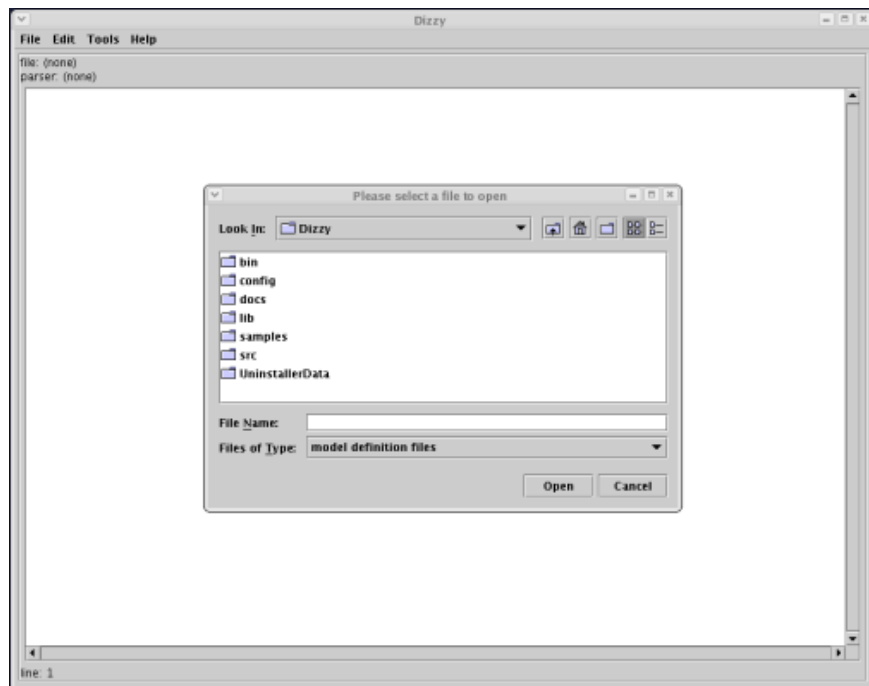 Dizzy
File Edit Tools Help
file: (none)
parser: (none)
Please select a file to open
Look In: Dizzy
bin
config
docs
lib
samples
src
UninstallerData
File Name:
Files of Type: model definition files
Open Cancel
line: 1